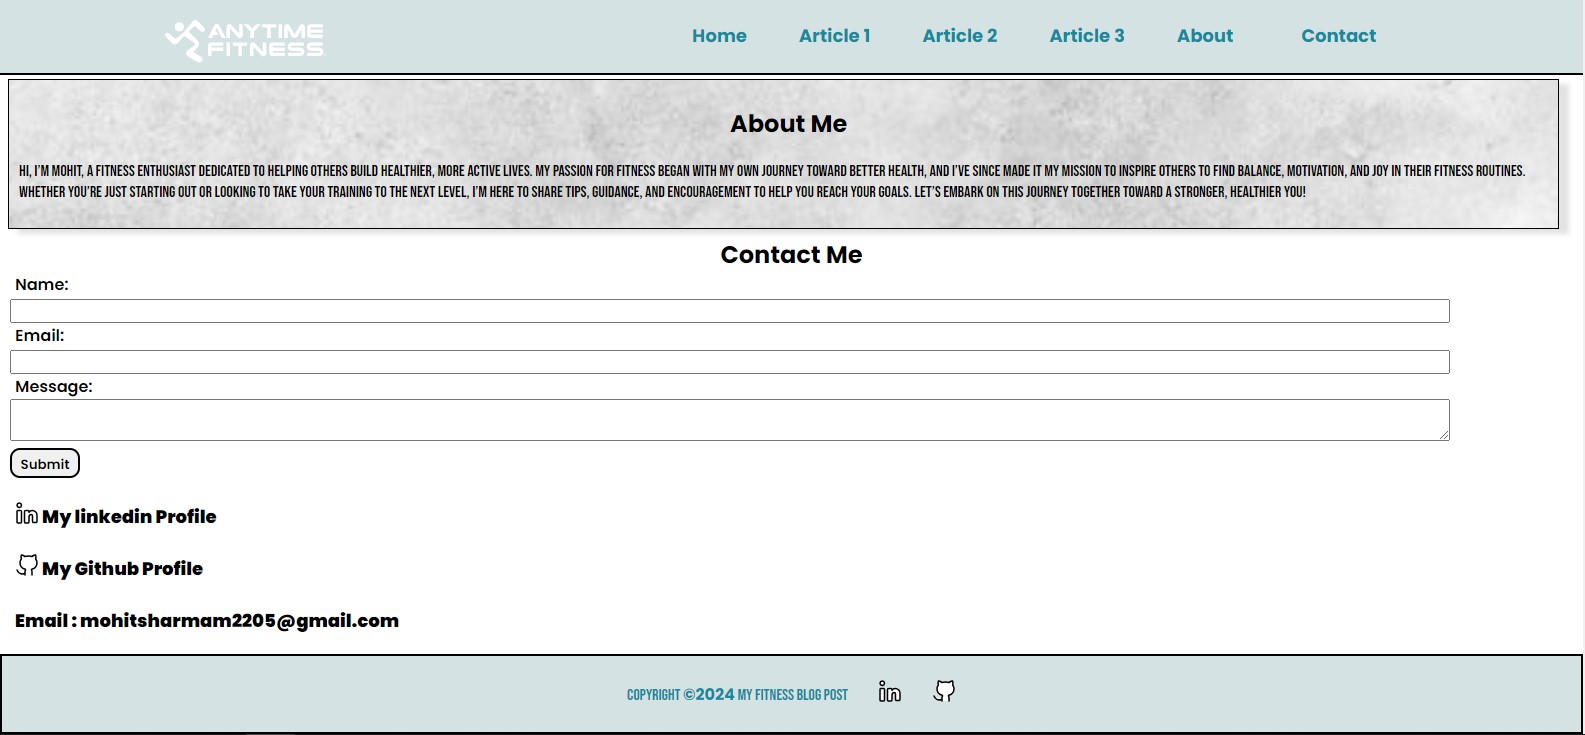 ANYTIME
FITNESS
Home Article 1 Article 2 Article 3 About Contact
About Me
HI, I'M MOHIT, A FITNESS ENTHUSIAST DEDICATED TO HELPING OTHERS BUILD HEALTHIER, MORE ACTIVE LIVES. MY PASSION FOR FITNESS BEGAN WITH MY OWN JOURNEY TOWARD BETTER HEALTH, AND I'VE SINCE MADE IT MY MISSION TO INSPIRE OTHERS TO FIND BALANCE, MOTIVATION, AND JOY IN THEIR FITNESS ROUTINES.
WHETHER YOU'RE JUST STARTING OUT OR LOOKING TO TAKE YOUR TRAINING TO THE NEXT LEVEL, I'M HERE TO SHARE TIPS, GUIDANCE, AND ENCOURAGEMENT TO HELP YOU REACH YOUR GOALS. LET'S EMBARK ON THIS JOURNEY TOGETHER TOWARD A STRONGER, HEALTHIER YOU!
Contact Me
Name:
Email:
Message:
Submit
in My linkedin Profile
My Github Profile
Email : mohitsharmam2205@gmail.com
COPYRIGHT ©2024 MY FITNESS BLOG POST in